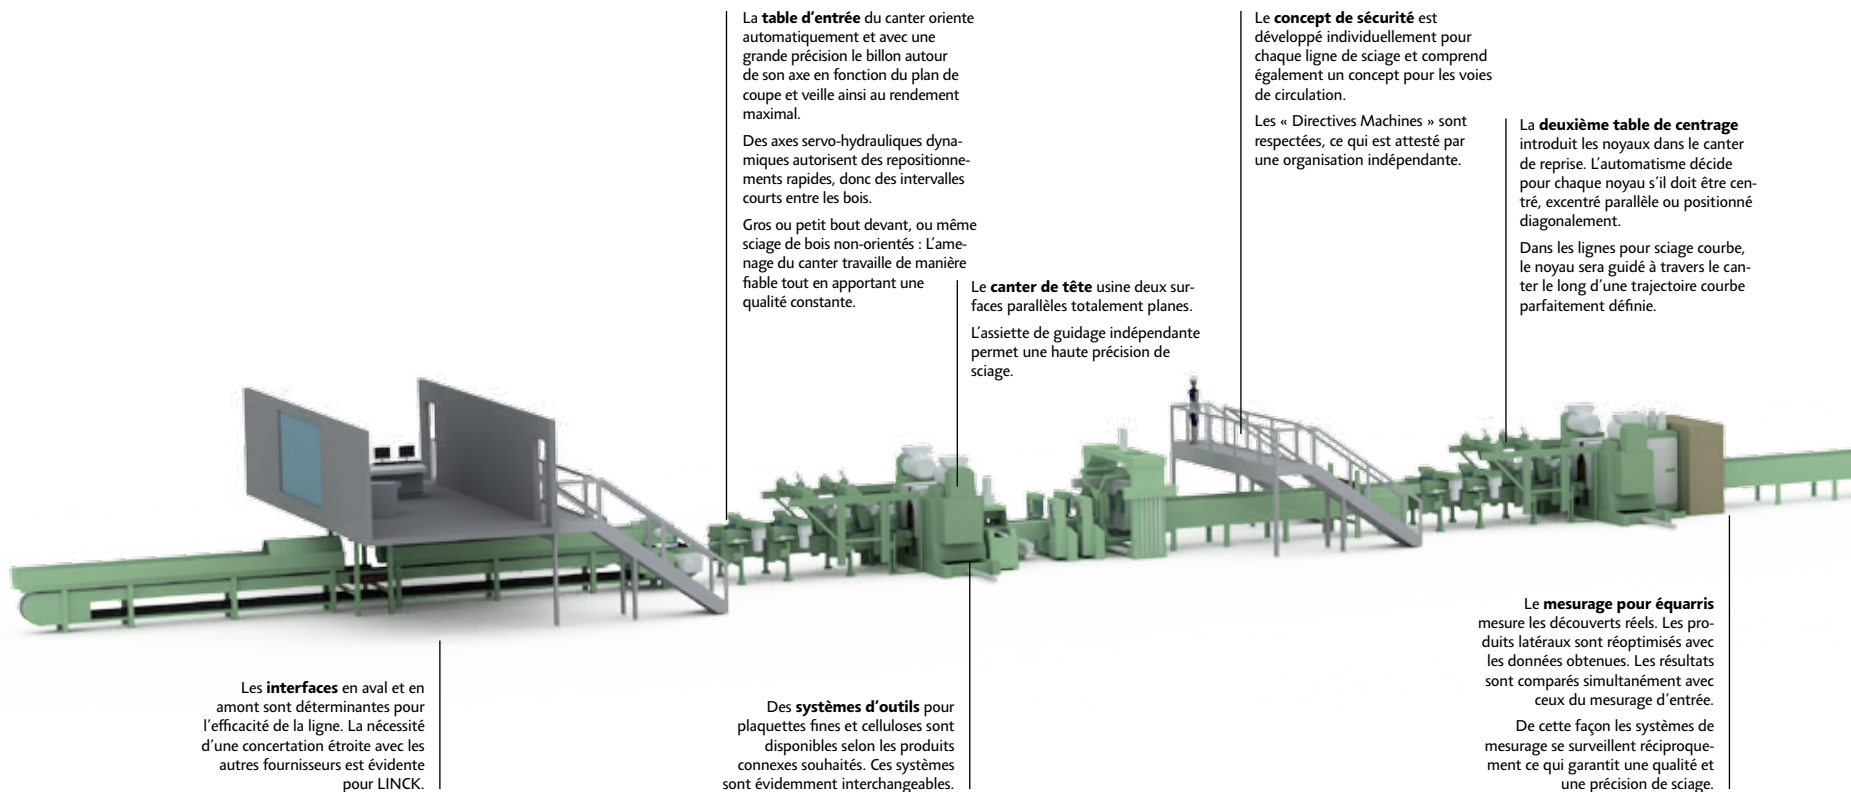 La table d’entrée du canter oriente
automatiquement et avec une
grande précision le billon autour
de son axe en fonction du plan de
coupe et veille ainsi au rendement
maximal.
Des axes servo-hydrauliques dyna-
miques autorisent des repositionne-
ments rapides, donc des intervalles
courts entre les bois.
Gros ou petit bout devant, ou même
sciage de bois non-orientés : L’ame-
nage du canter travaille de manière
fiable tout en apportant une
qualité constante.
Le canter de tête usine deux sur-
faces parallèles totalement planes.
L’assiette de guidage indépendante
permet une haute précision de
sciage.
Le concept de sécurité est
développé individuellement pour
chaque ligne de sciage et comprend
également un concept pour les voies
de circulation.
Les « Directives Machines » sont
respectées, ce qui est attesté par
une organisation indépendante.
La deuxième table de centrage
introduit les noyaux dans le canter
de reprise. L’automatisme décide
pour chaque noyau s’il doit être cen-
tré, excentré parallèle ou positionné
diagonalement.
Dans les lignes pour sciage courbe,
le noyau sera guidé à travers le can-
ter le long d’une trajectoire courbe
parfaitement définie.
Les interfaces en aval et en
amont sont déterminantes pour
l’efficacité de la ligne. La nécessité
d’une concertation étroite avec les
autres fournisseurs est évidente
pour LINCK.
Des systèmes d’outils pour
plaquettes fines et celluloses sont
disponibles selon les produits
connexes souhaités. Ces systèmes
sont évidemment interchangeables.
Le mesurage pour équarris
mesure les découverts réels. Les pro-
duits latéraux sont réoptimisés avec
les données obtenues. Les résultats
sont comparés simultanément avec
ceux du mesurage d’entrée.
De cette façon les systèmes de
mesurage se surveillent réciproque-
ment ce qui garantit une qualité et
une précision de sciage.